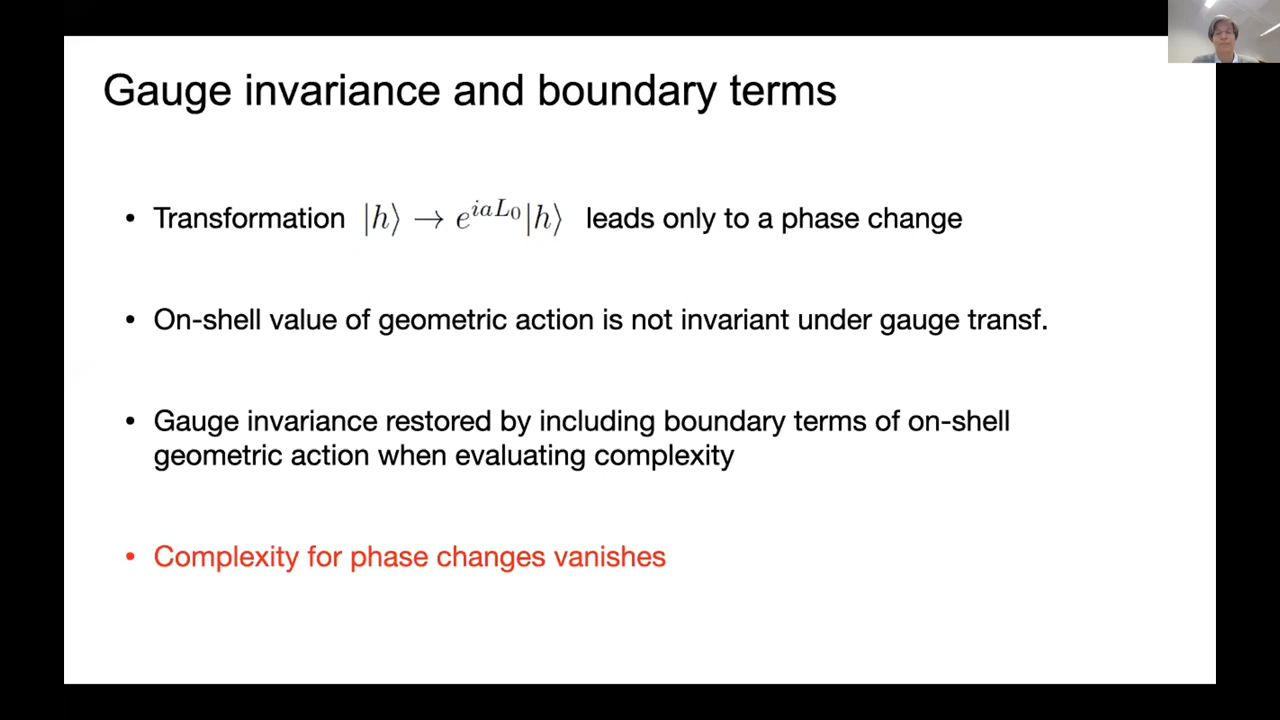 Gauge invariance and boundary terms
• Transformation |h⟩ → e^{iaL_0}|h⟩ leads only to a phase change
• On-shell value of geometric action is not invariant under gauge transf.
• Gauge invariance restored by including boundary terms of on-shell
geometric action when evaluating complexity
• Complexity for phase changes vanishes